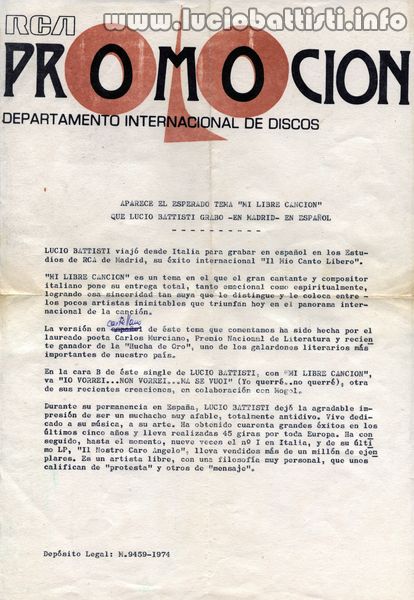 www.luciobattisti.info
RCA
PROMOCION
DEPARTAMENTO INTERNACIONAL DE DISCOS
APARECE EL ESPERADO TEMA "MI LIBRE CANCION"
QUE LUCIO BATTISTI GRABO -EN MADRID- EN ESPAÑOL
- - - - - - - - - -
LUCIO BATTISTI viajó desde Italia para grabar en español en los Estu-
dios de RCA de Madrid, su éxito internacional "Il Mio Canto Libero".
"MI LIBRE CANCION" es un tema en el que el gran cantante y compositor
italiano pone su entrega total, tanto emocional como espiritualmente,
logrando esa sinceridad tan suya que le distingue y le coloca entre -
los pocos artistas inimitables que triunfan hoy en el panorama inter-
nacional de la canción.
castellano
La versión en español de éste tema que comentamos ha sido hecha por el
laureado poeta Carlos Murciano, Premio Nacional de Literatura y recien
te ganador de la "Hucha de Oro", uno de los galardones literarios más
importantes de nuestro país.
En la cara B de éste single de LUCIO BATTISTI, con "MI LIBRE CANCION",
va "IO VORREI...NON VORREI...MA SE VUOI" (Yo querré..no querré), otra
de sus recientes creaciones, en colaboración con Mogol.
Durante su permanencia en España, LUCIO BATTISTI dejó la agradable im-
presión de ser un muchacho muy afable, totalmente antidivo. Vive dedi-
cado a su música, a su arte. Ha obtenido cuarenta grandes éxitos en los
últimos cinco años y lleva realizadas 45 giras por toda Europa. Ha con
seguido, hasta el momento, nueve veces el nº I en Italia, y de su últi
mo LP, "Il Nostro Caro Angelo", lleva vendidos más de un millón de ejem
plares. Es un artista libre, con una filosofía muy personal, que unos
califican de "protesta" y otros de "mensaje".
Depósito Legal: M.9459-1974